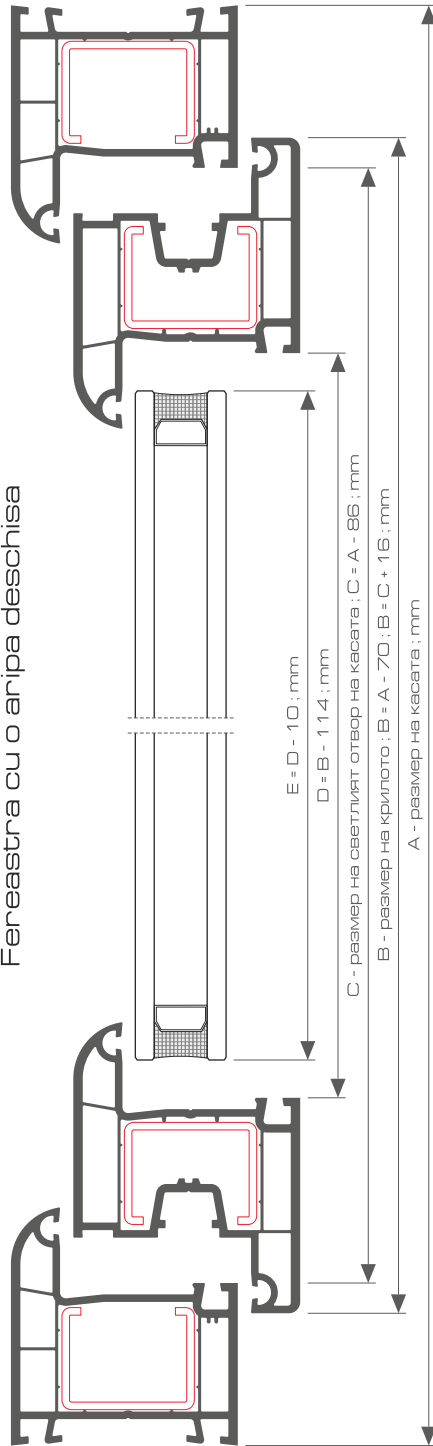 Fereastra cu o aripa deschisa
E = D - 10 ; mm
D = B - 114 ; mm
C - размер на светлият отвор на касата ; C = A - 86 ; mm
B - размер на крилото ; B = A - 70 ; B = C + 16 ; mm
A - размер на касата ; mm